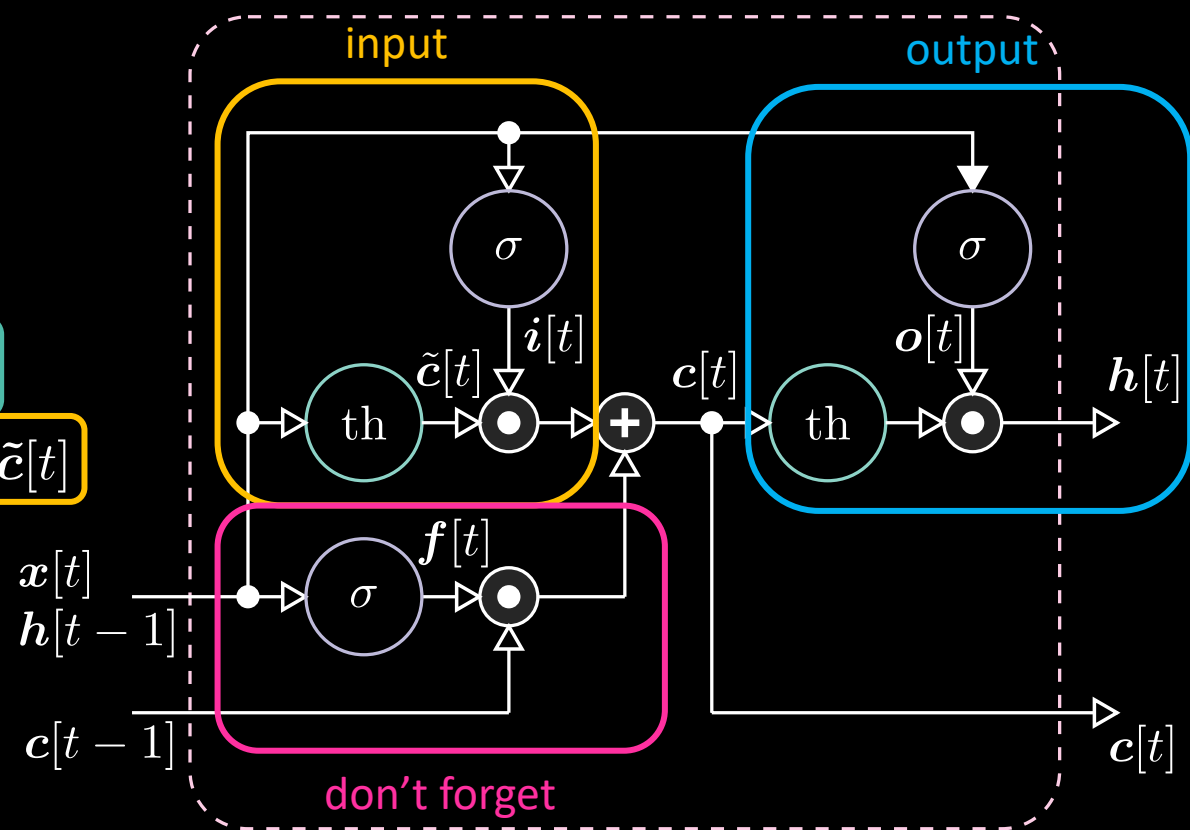 input
output
σ
σ
i[t]
o[t]
c̃[t]
c[t]
h[t]
th
+
th
c̃[t]
f[t]
x[t]
σ
h[t − 1]
c[t − 1]
c[t]
don’t forget